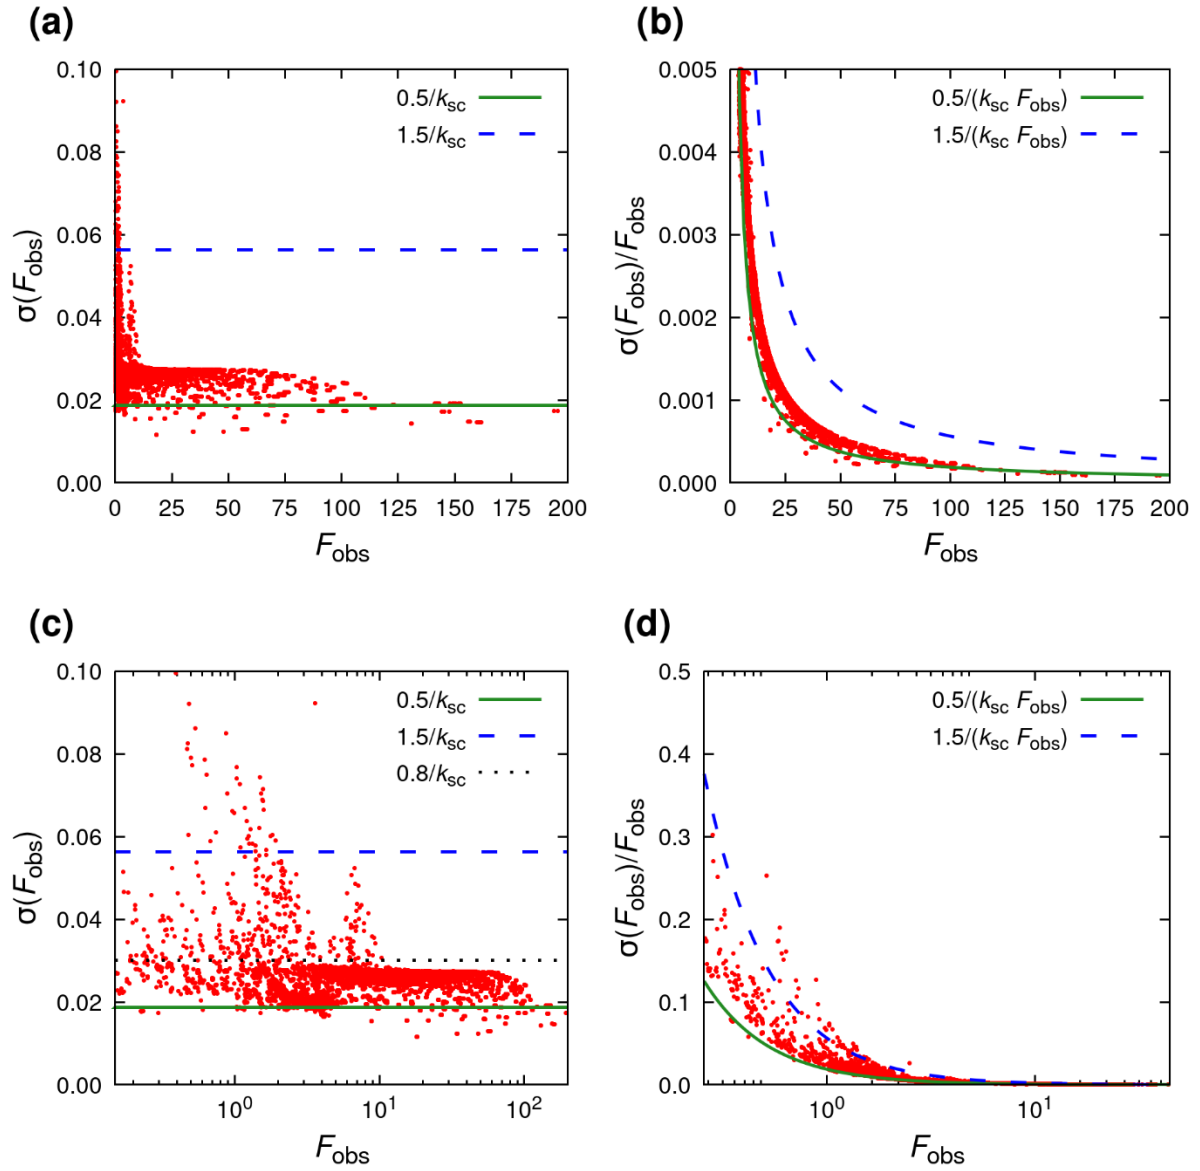 (a)
0.10
0.08
0.06
0.04
0.02
0.00
σ(Fobs)
0.5/ksc
1.5/ksc
0 25 50 75 100 125 150 175 200
Fobs
(b)
0.005
0.004
0.003
0.002
0.001
0.000
σ(Fobs)/Fobs
0.5/(ksc Fobs)
1.5/(ksc Fobs)
0 25 50 75 100 125 150 175 200
Fobs
(c)
0.10
0.08
0.06
0.04
0.02
0.00
σ(Fobs)
0.5/ksc
1.5/ksc
0.8/ksc
10^0 10^1 10^2
Fobs
(d)
0.5
0.4
0.3
0.2
0.1
0.0
σ(Fobs)/Fobs
0.5/(ksc Fobs)
1.5/(ksc Fobs)
10^0 10^1
Fobs